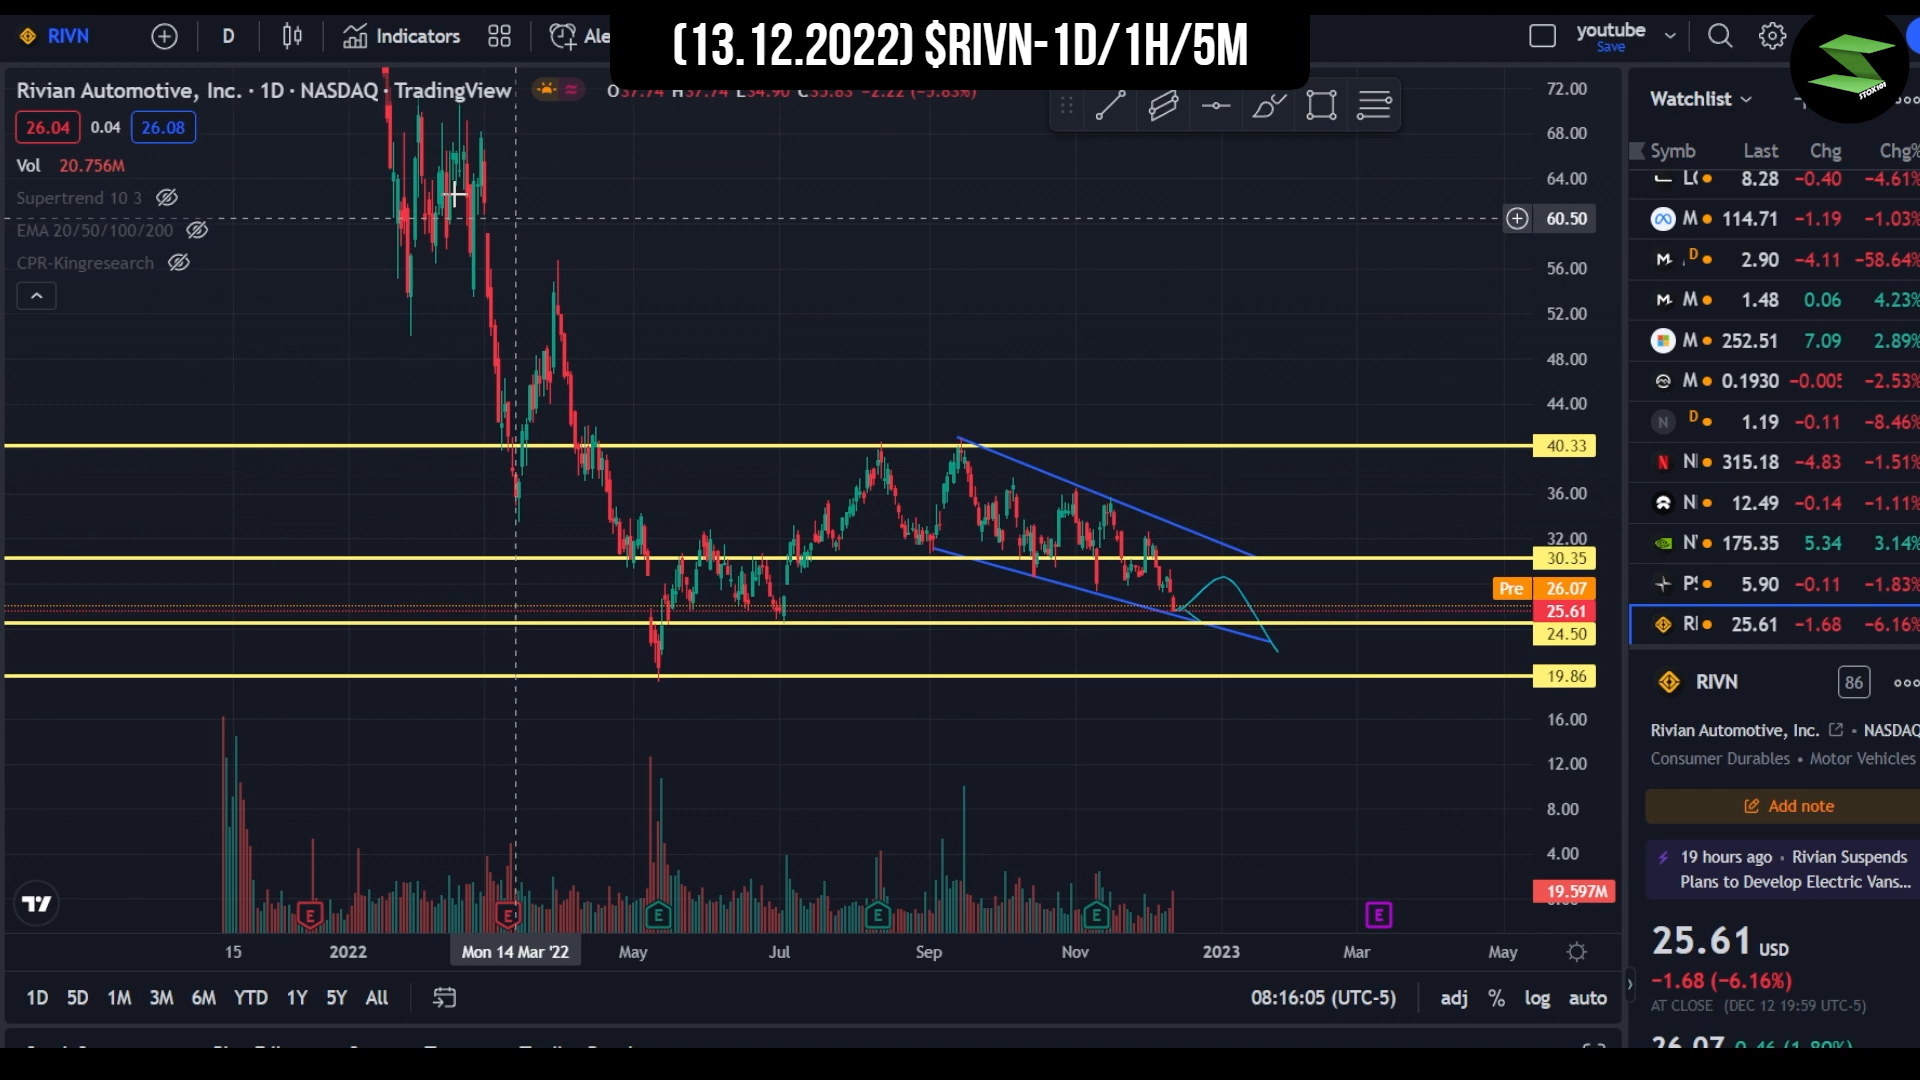 (13.12.2022) $RIVN-1D/1H/5M
RIVN D Indicators Ale
youtube
Save
STOX101
Rivian Automotive, Inc. · 1D · NASDAQ · TradingView O37.74 H37.74 L34.90 C35.83 −2.22 (−5.83%)
26.04 0.04 26.08
Vol 20.756M
Supertrend 10 3
EMA 20/50/100/200
CPR-Kingresearch
72.00
68.00
64.00
60.50
56.00
52.00
48.00
44.00
40.33
36.00
32.00
30.35
Pre 26.07
25.61
24.50
19.86
16.00
12.00
8.00
4.00
19.597M
E E E E E E
15 2022 Mon 14 Mar '22 May Jul Sep Nov 2023 Mar May
1D 5D 1M 3M 6M YTD 1Y 5Y All
08:16:05 (UTC-5) adj % log auto
Watchlist
Symb Last Chg Chg%
8.28 −0.40 −4.61%
M 114.71 −1.19 −1.03%
D 2.90 −4.11 −58.64%
M 1.48 0.06 4.23%
M 252.51 7.09 2.89%
M 0.1930 −0.005 −2.53%
N D 1.19 −0.11 −8.46%
315.18 −4.83 −1.51%
12.49 −0.14 −1.11%
175.35 5.34 3.14%
5.90 −0.11 −1.83%
25.61 −1.68 −6.16%
RIVN 86
Rivian Automotive, Inc. • NASDAQ
Consumer Durables • Motor Vehicles
Add note
19 hours ago • Rivian Suspends
Plans to Develop Electric Vans...
25.61 USD
−1.68 (−6.16%)
AT CLOSE (DEC 12 19:59 UTC-5)
26.07 0.46 (1.80%)